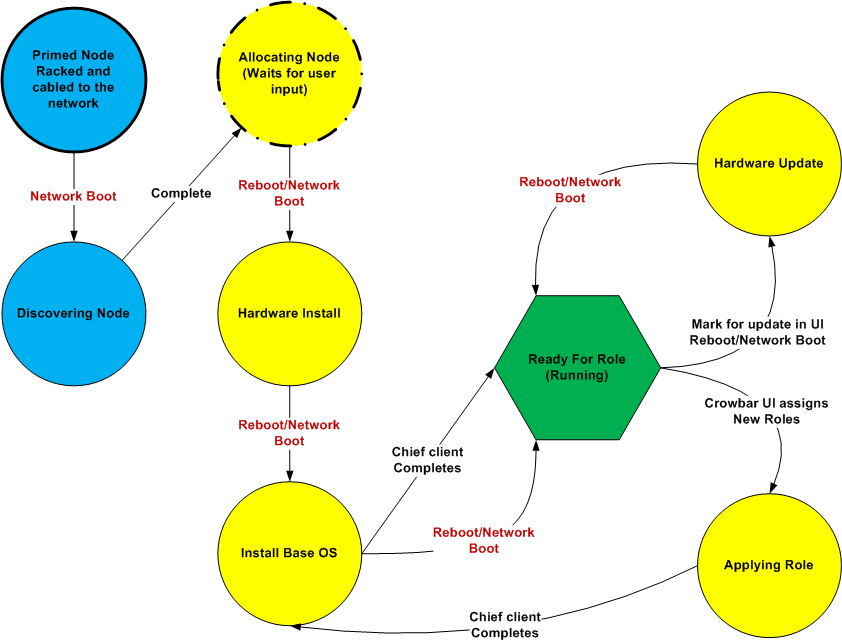 Primed Node
Racked and
cabled to the
network
Allocating Node
(Waits for user
input)
Hardware Update
Network Boot
Complete
Reboot/Network
Boot
Reboot/Network
Boot
Discovering Node
Hardware Install
Mark for update in UI
Reboot/Network Boot
Ready For Role
(Running)
Crowbar UI assigns
New Roles
Reboot/Network
Boot
Chief client
Completes
Reboot/Network
Boot
Install Base OS
Applying Role
Chief client
Completes